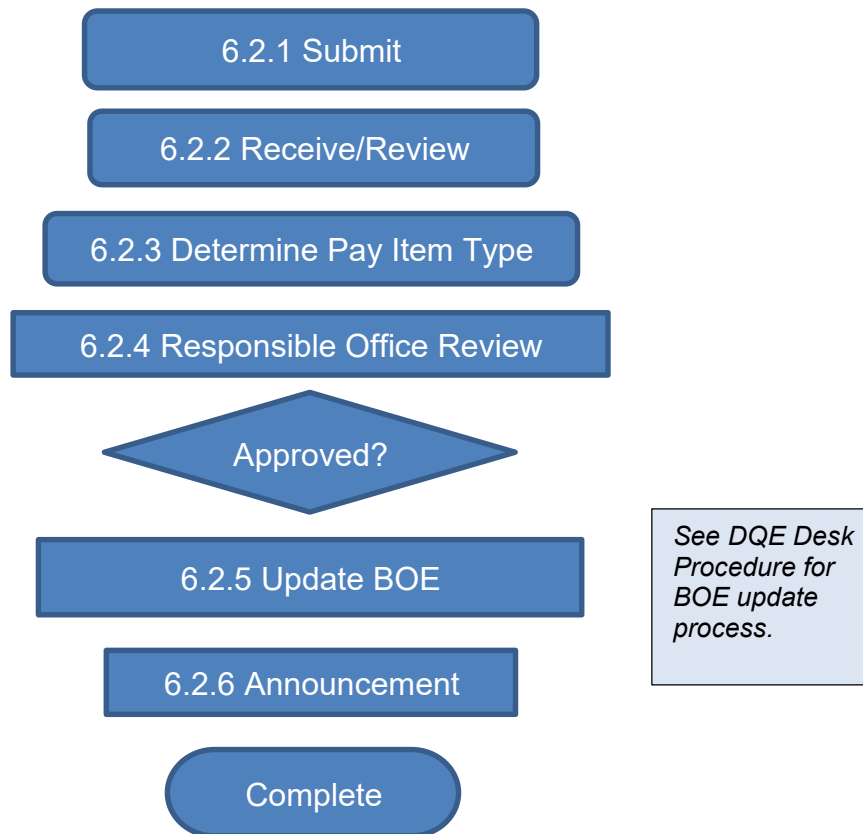 6.2.1 Submit
6.2.2 Receive/Review
6.2.3 Determine Pay Item Type
6.2.4 Responsible Office Review
Approved?
6.2.5 Update BOE
See DQE Desk
Procedure for
BOE update
process.
6.2.6 Announcement
Complete